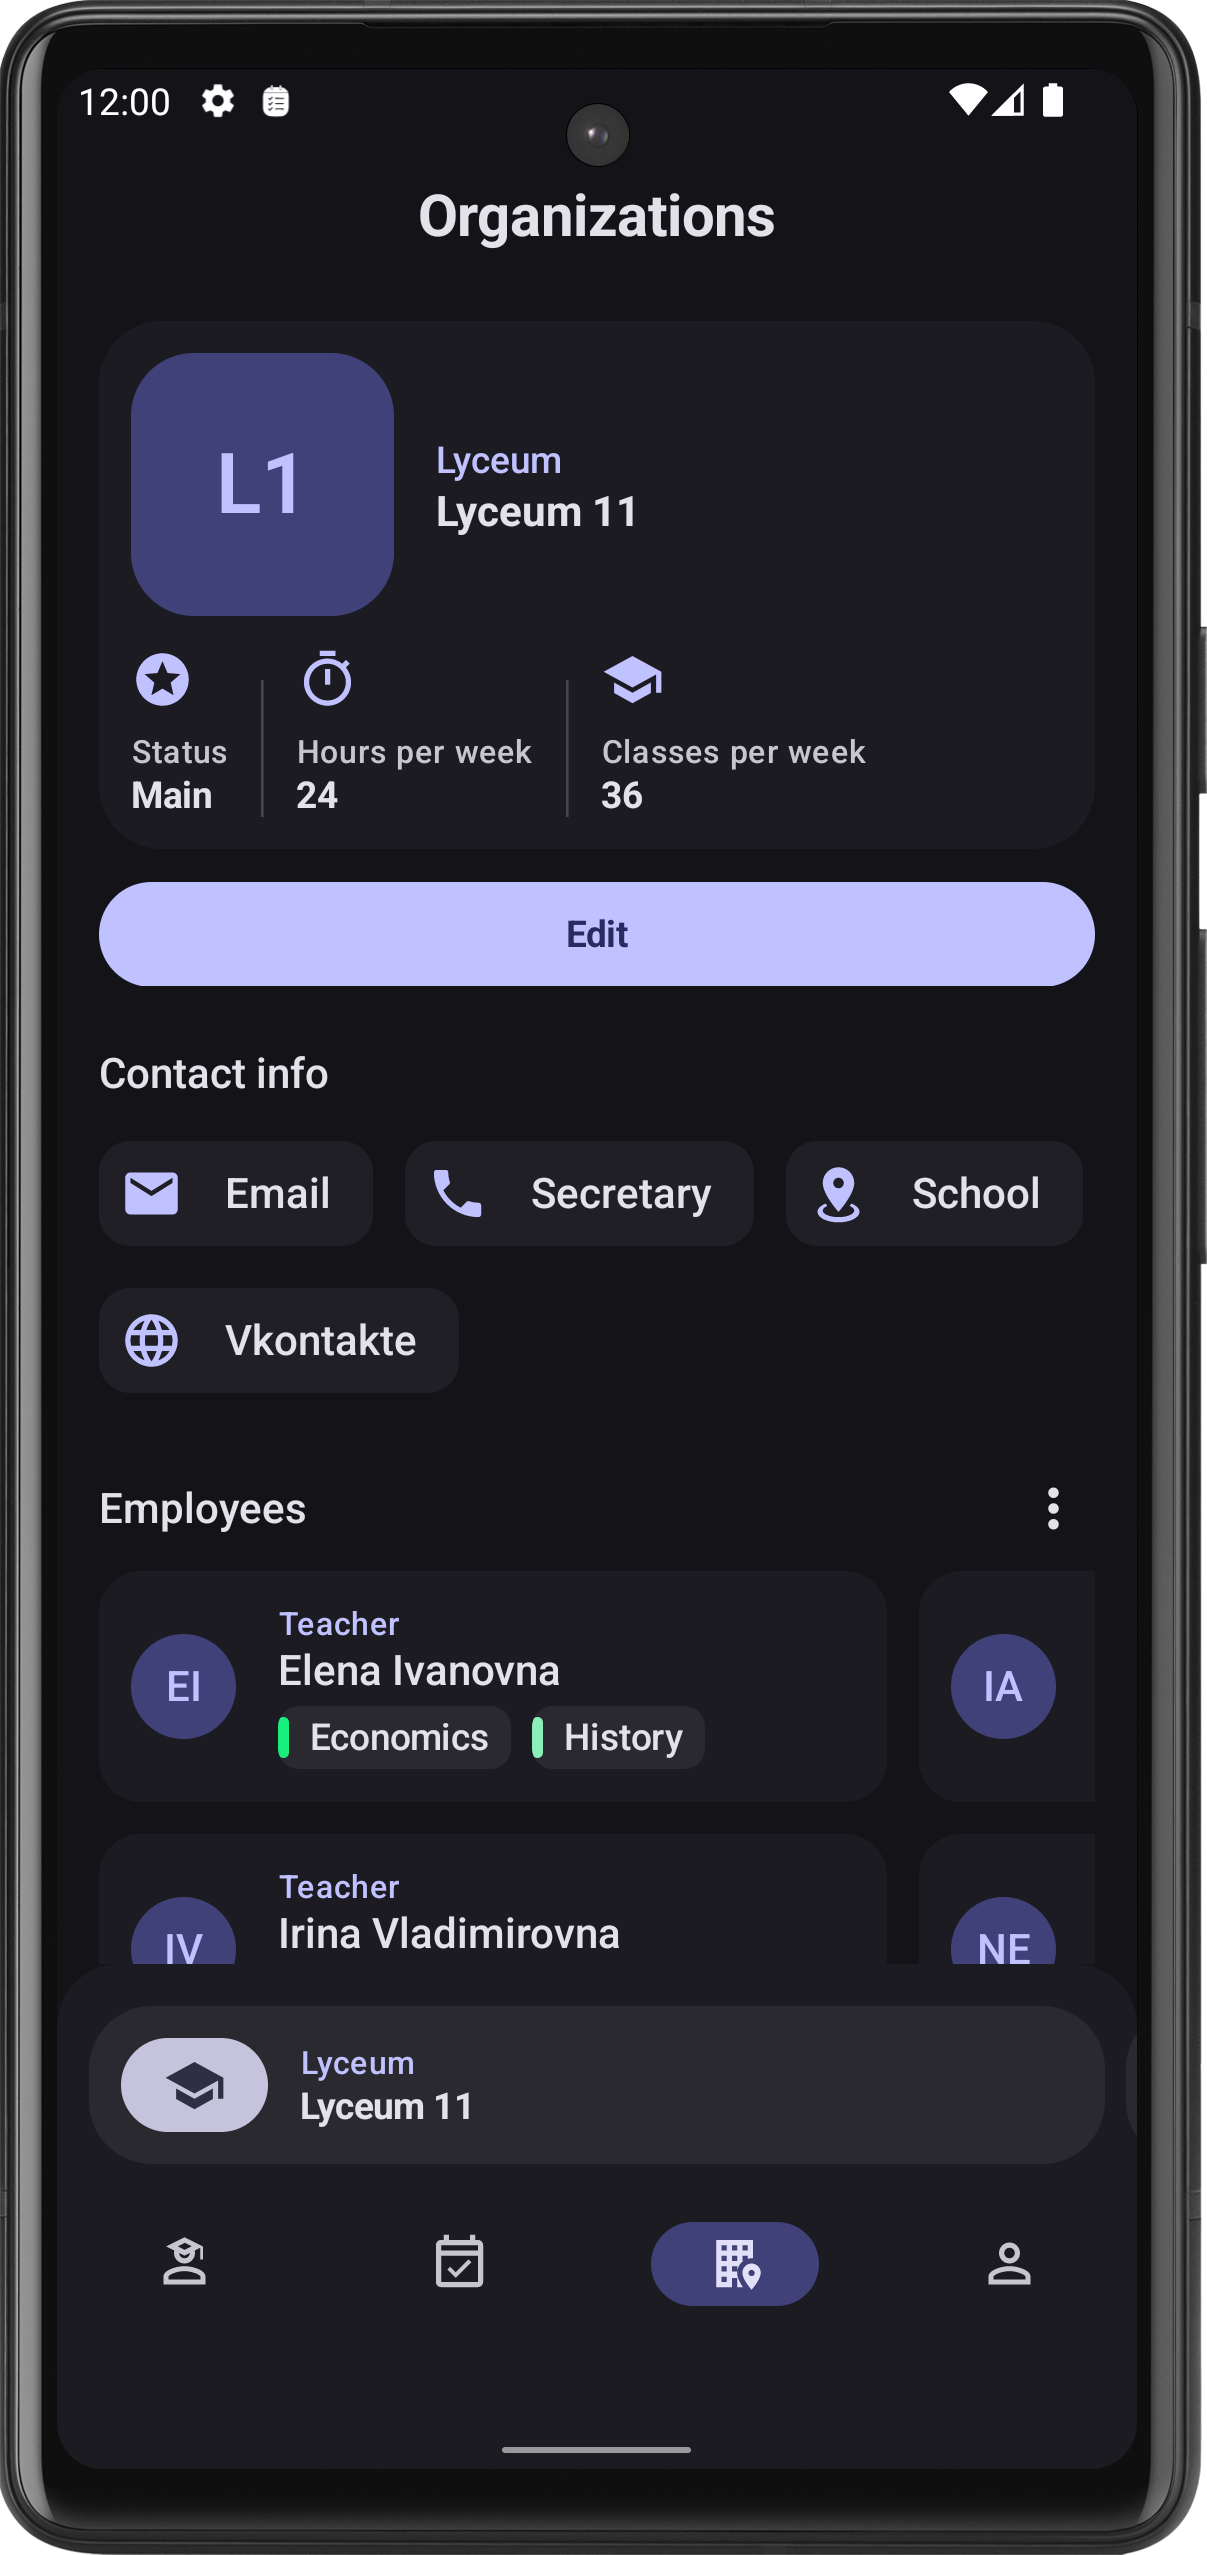 12:00
Organizations
L1
Lyceum
Lyceum 11
Status
Main
Hours per week
24
Classes per week
36
Edit
Contact info
Email
Secretary
School
Vkontakte
Employees
EI
Teacher
Elena Ivanovna
Economics
History
IA
IV
Teacher
Irina Vladimirovna
NE
Lyceum
Lyceum 11